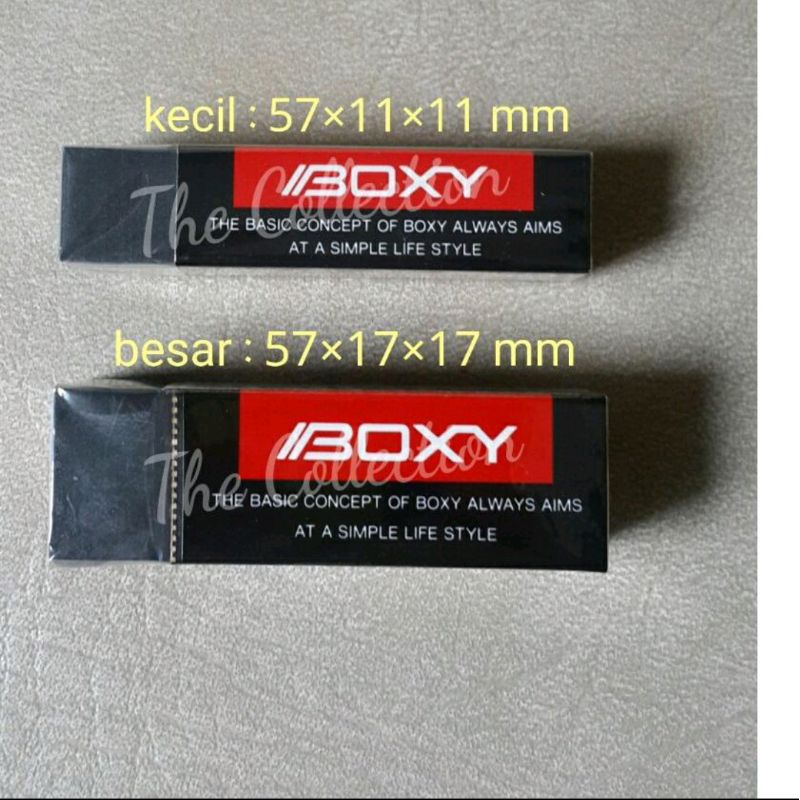 kecil : 57×11×11 mm
BOXY
The Collection
THE BASIC CONCEPT OF BOXY ALWAYS AIMS
AT A SIMPLE LIFE STYLE
besar : 57×17×17 mm
BOXY
The Collection
THE BASIC CONCEPT OF BOXY ALWAYS AIMS
AT A SIMPLE LIFE STYLE